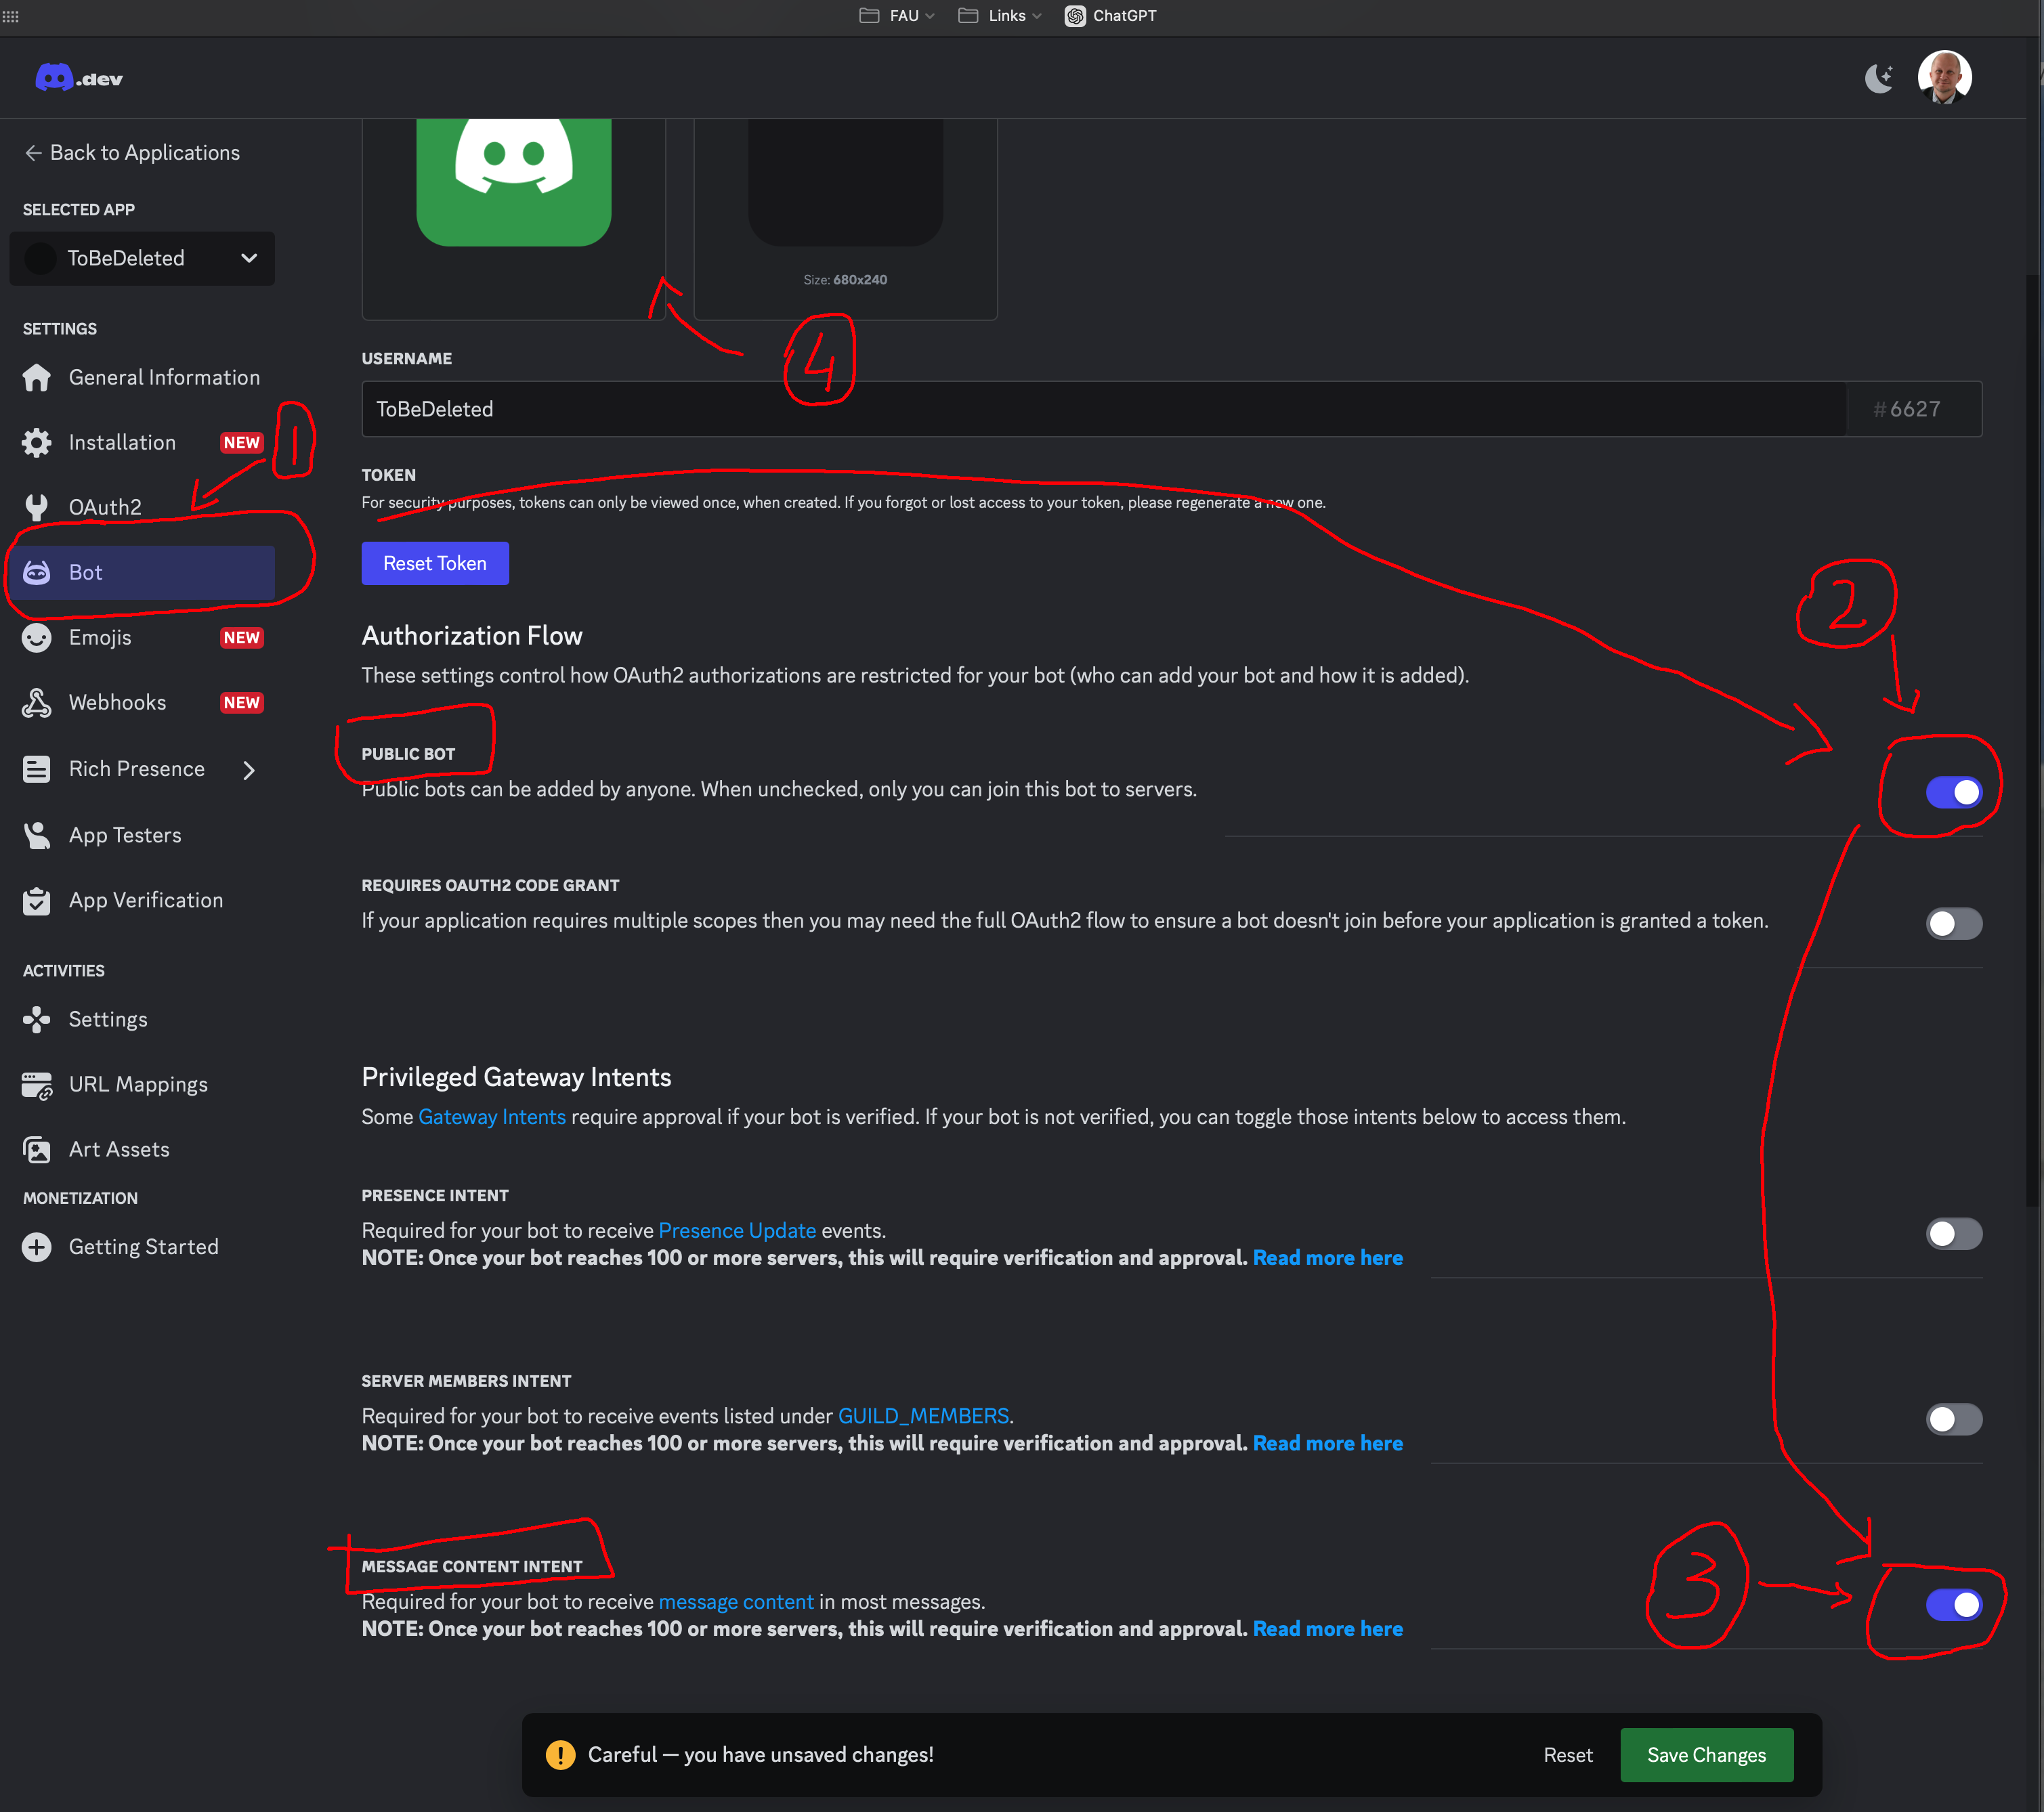 FAU
Links
ChatGPT
.dev
Back to Applications
SELECTED APP
ToBeDeleted
SETTINGS
General Information
Installation NEW
1
OAuth2
Bot
Emojis NEW
Webhooks NEW
Rich Presence
App Testers
App Verification
ACTIVITIES
Settings
URL Mappings
Art Assets
MONETIZATION
Getting Started
Size: 680x240
4
USERNAME
ToBeDeleted #6627
TOKEN
For security purposes, tokens can only be viewed once, when created. If you forgot or lost access to your token, please regenerate a new one.
Reset Token
2
Authorization Flow
These settings control how OAuth2 authorizations are restricted for your bot (who can add your bot and how it is added).
PUBLIC BOT
Public bots can be added by anyone. When unchecked, only you can join this bot to servers.
REQUIRES OAUTH2 CODE GRANT
If your application requires multiple scopes then you may need the full OAuth2 flow to ensure a bot doesn't join before your application is granted a token.
Privileged Gateway Intents
Some Gateway Intents require approval if your bot is verified. If your bot is not verified, you can toggle those intents below to access them.
PRESENCE INTENT
Required for your bot to receive Presence Update events.
NOTE: Once your bot reaches 100 or more servers, this will require verification and approval. Read more here
SERVER MEMBERS INTENT
Required for your bot to receive events listed under GUILD_MEMBERS.
NOTE: Once your bot reaches 100 or more servers, this will require verification and approval. Read more here
MESSAGE CONTENT INTENT
Required for your bot to receive message content in most messages.
NOTE: Once your bot reaches 100 or more servers, this will require verification and approval. Read more here
3
Careful — you have unsaved changes!
Reset
Save Changes